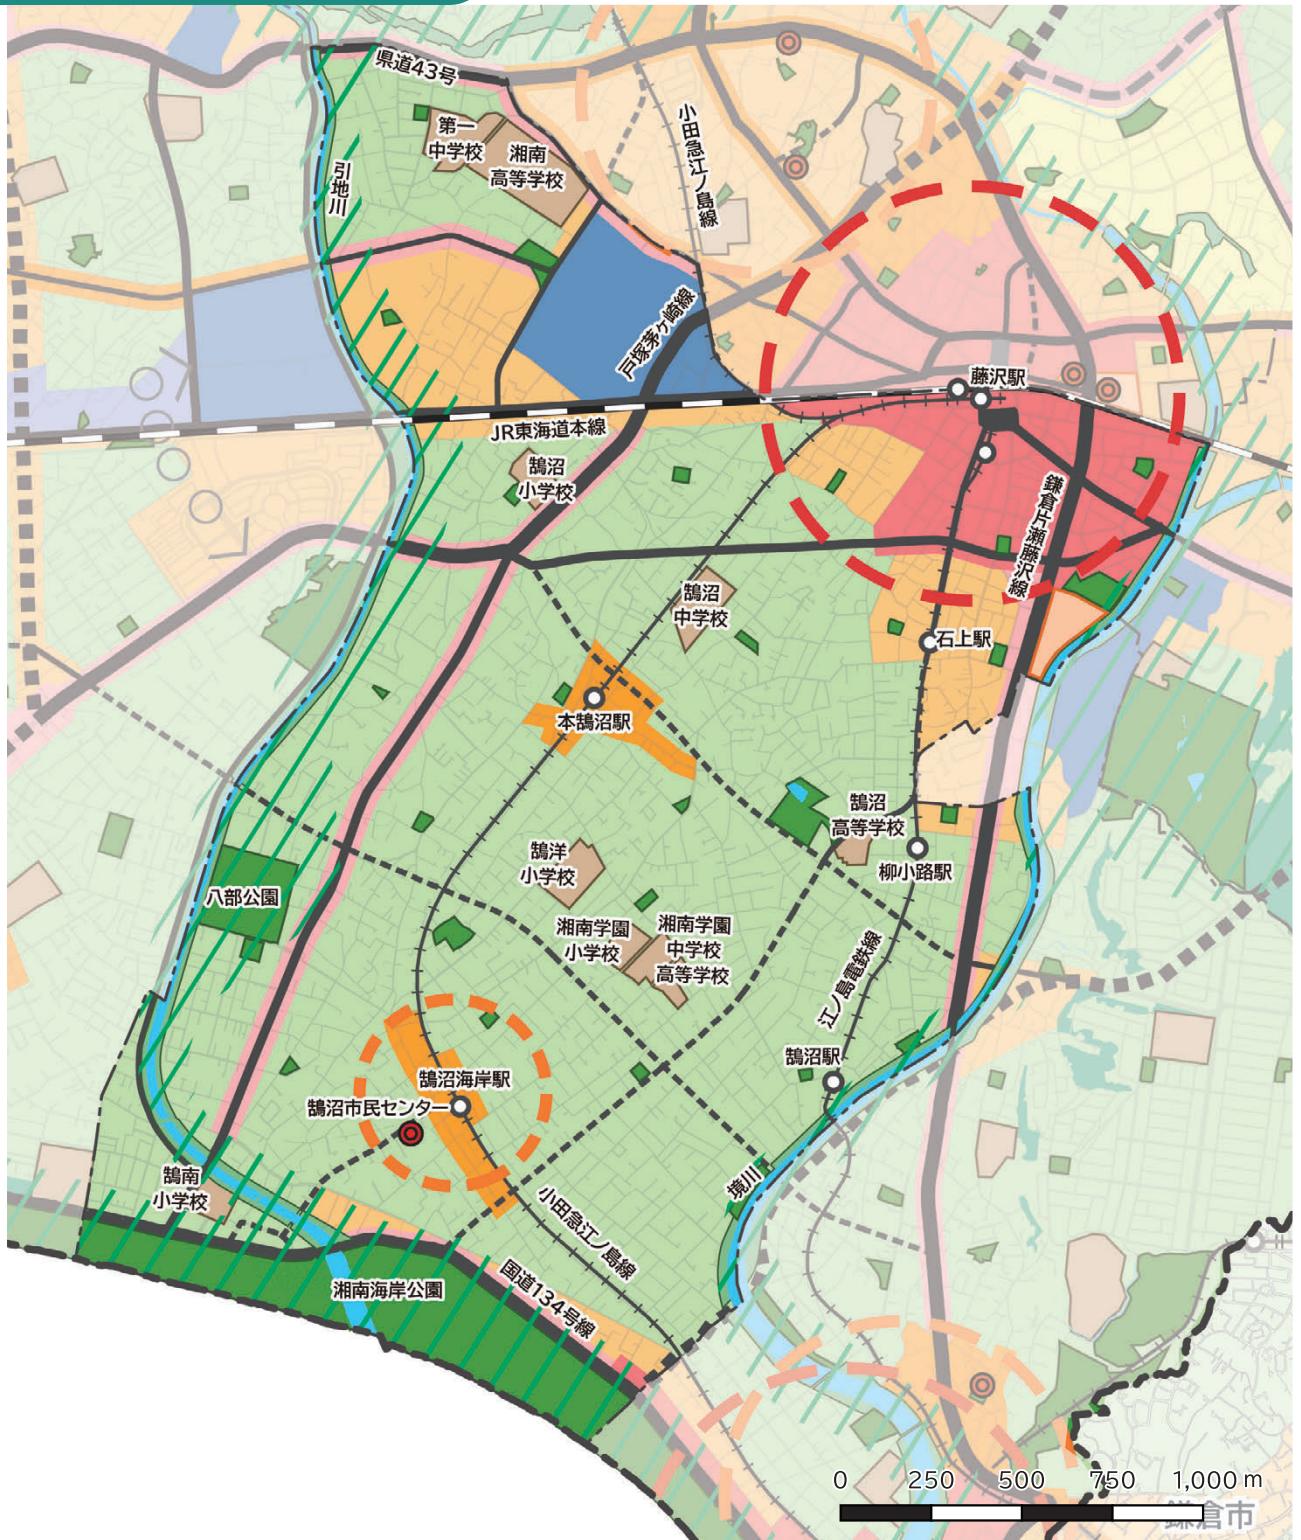 県道43号
第一
中学校
湘南
高等学校
小田急江ノ島線
引地川
戸塚茅ケ崎線
藤沢駅
JR東海道本線
鵠沼
小学校
鎌倉片瀬藤沢線
鵠沼
中学校
石上駅
本鵠沼駅
鵠沼
高等学校
柳小路駅
鵠洋
小学校
八部公園
湘南学園
小学校
湘南学園
中学校
高等学校
江ノ島電鉄線
鵠沼駅
鵠沼海岸駅
鵠沼市民センター
境川
鵠南
小学校
小田急江ノ島線
湘南海岸公園
国道134号線
0 250 500 750 1,000 m
鎌倉市